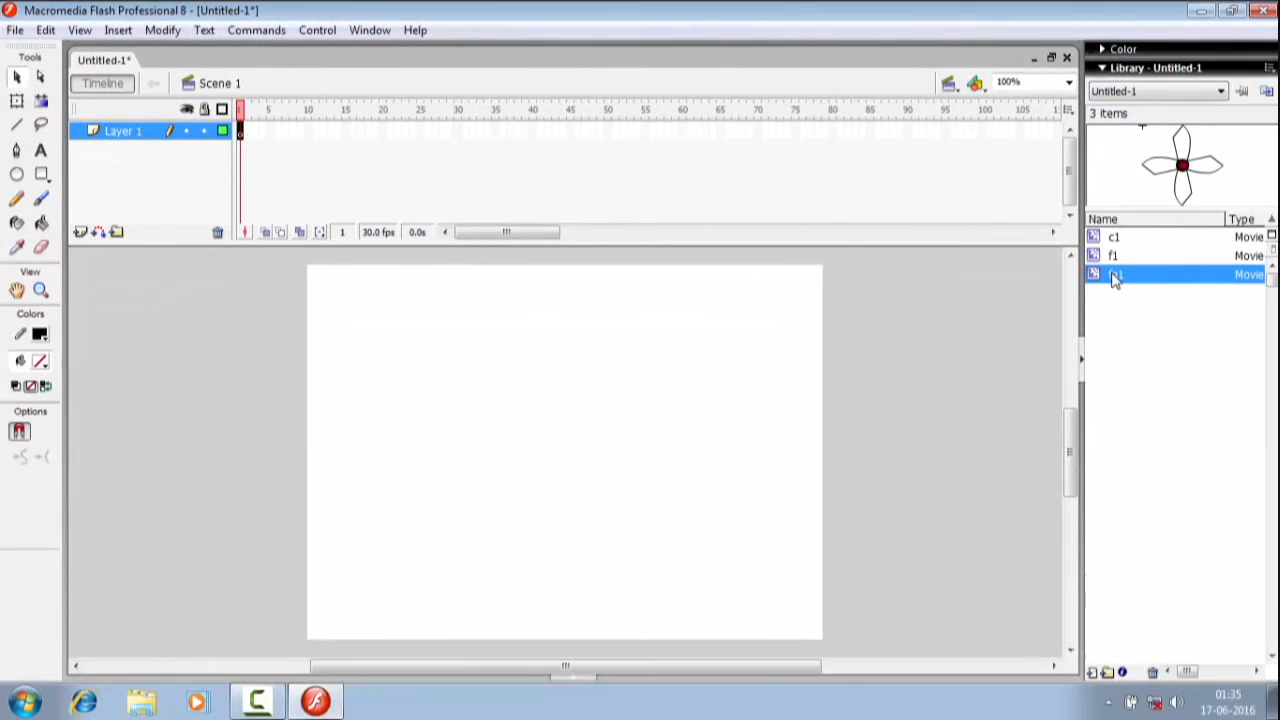 Macromedia Flash Professional 8 - [Untitled-1*]
File Edit View Insert Modify Text Commands Control Window Help
Tools
Untitled-1*
Timeline Scene 1 100%
5 10 15 20 25 30 35 40 45 50 55 60 65 70 75 80 85 90 95 100 105
Layer 1
1 30.0 fps 0.0s
View
Colors
Options
Color
Library - Untitled-1
Untitled-1
3 items
Name Type
c1 Movie
f1 Movie
Movie
01:35
17-06-2016